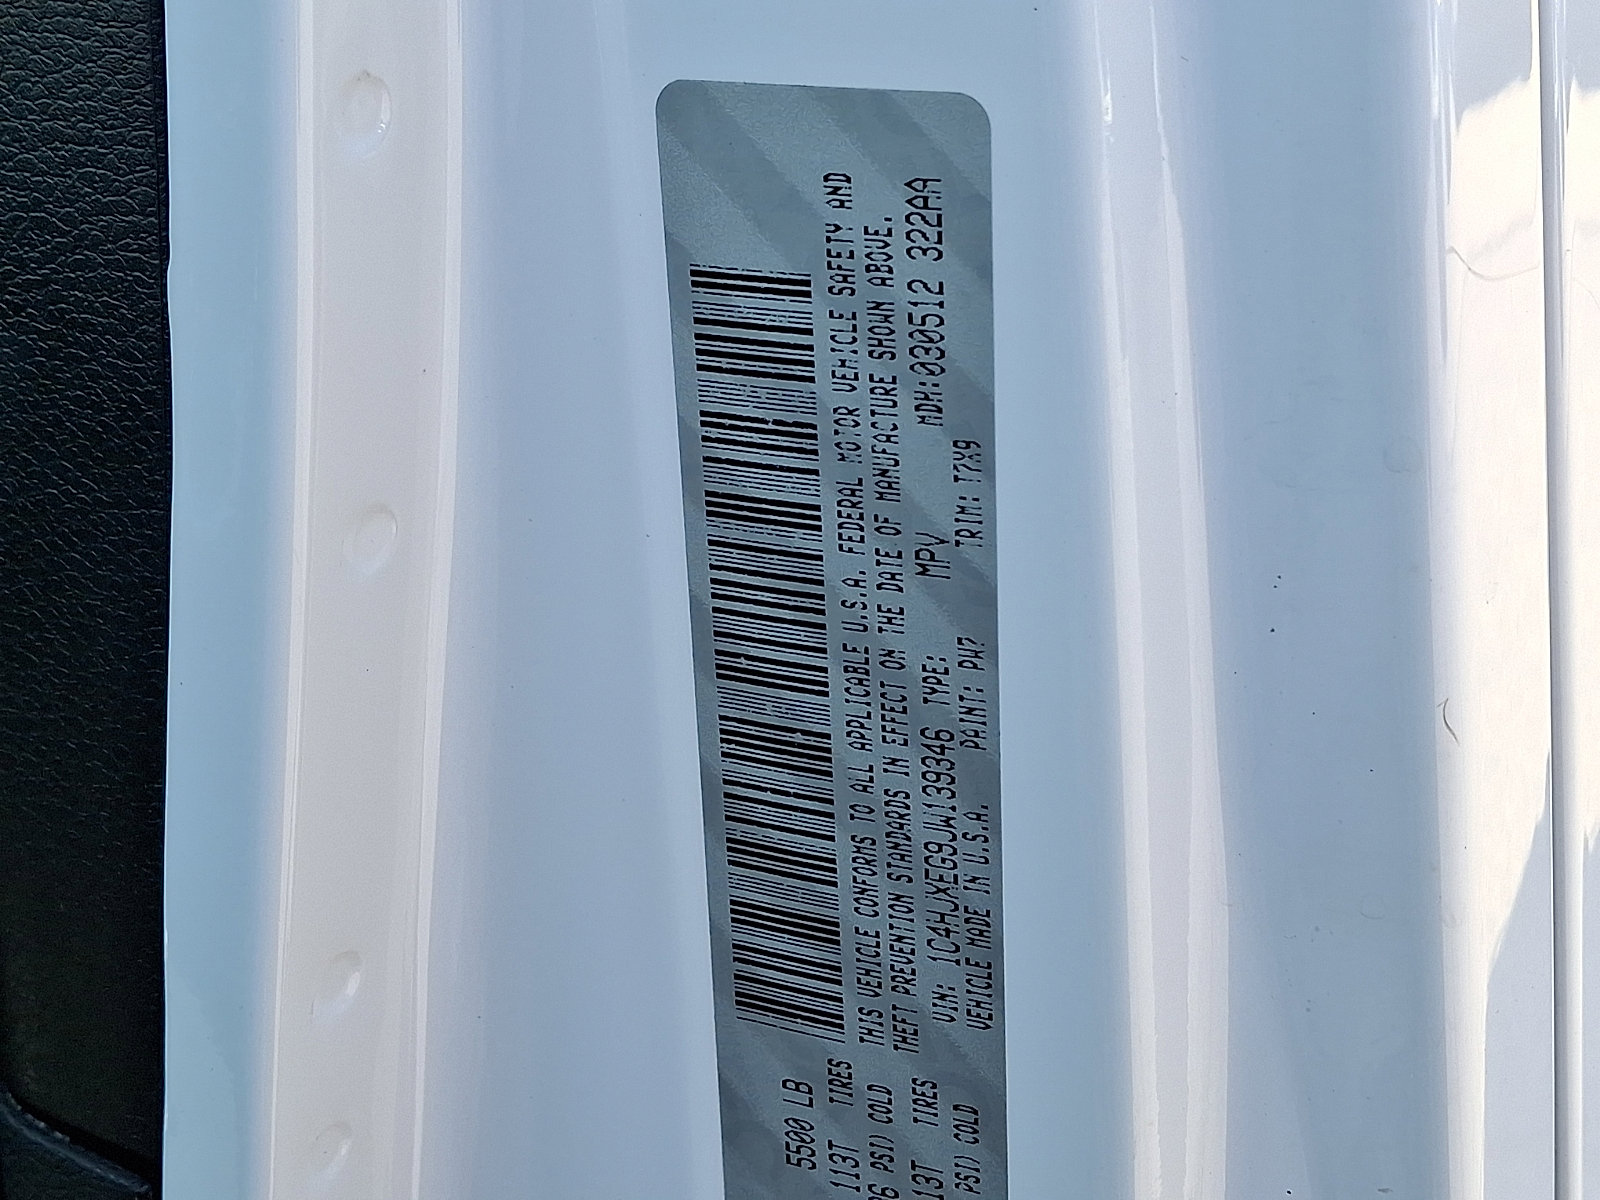 5500 LB
113T TIRES
PSI) COLD
13T TIRES
PSI) COLD
THIS VEHICLE CONFORMS TO ALL APPLICABLE U.S.A. FEDERAL MOTOR VEHICLE SAFETY AND
THEFT PREVENTION STANDARDS IN EFFECT ON THE DATE OF MANUFACTURE SHOWN ABOVE.
VIN: 1C4HJXEG9JW139346 TYPE: MPV MDH:030512 322AA
VEHICLE MADE IN U.S.A. PAINT: PW7 TRIM: T7X9